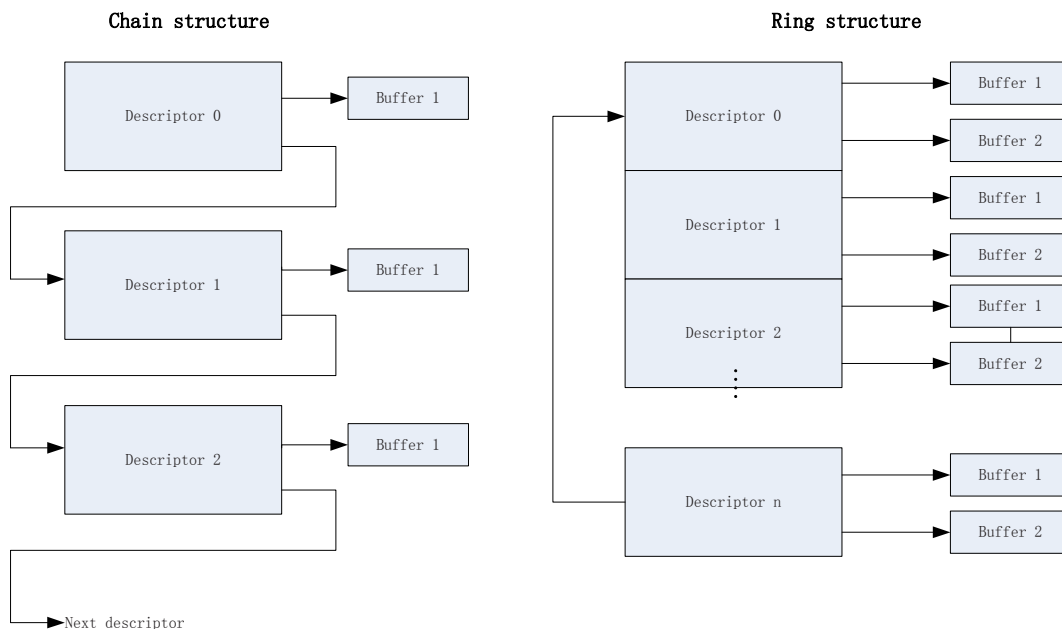 Chain structure
Descriptor 0
Buffer 1
Descriptor 1
Buffer 1
Descriptor 2
Buffer 1
Next descriptor
Ring structure
Descriptor 0
Buffer 1
Buffer 2
Descriptor 1
Buffer 1
Buffer 2
Descriptor 2
Buffer 1
Buffer 2
Descriptor n
Buffer 1
Buffer 2